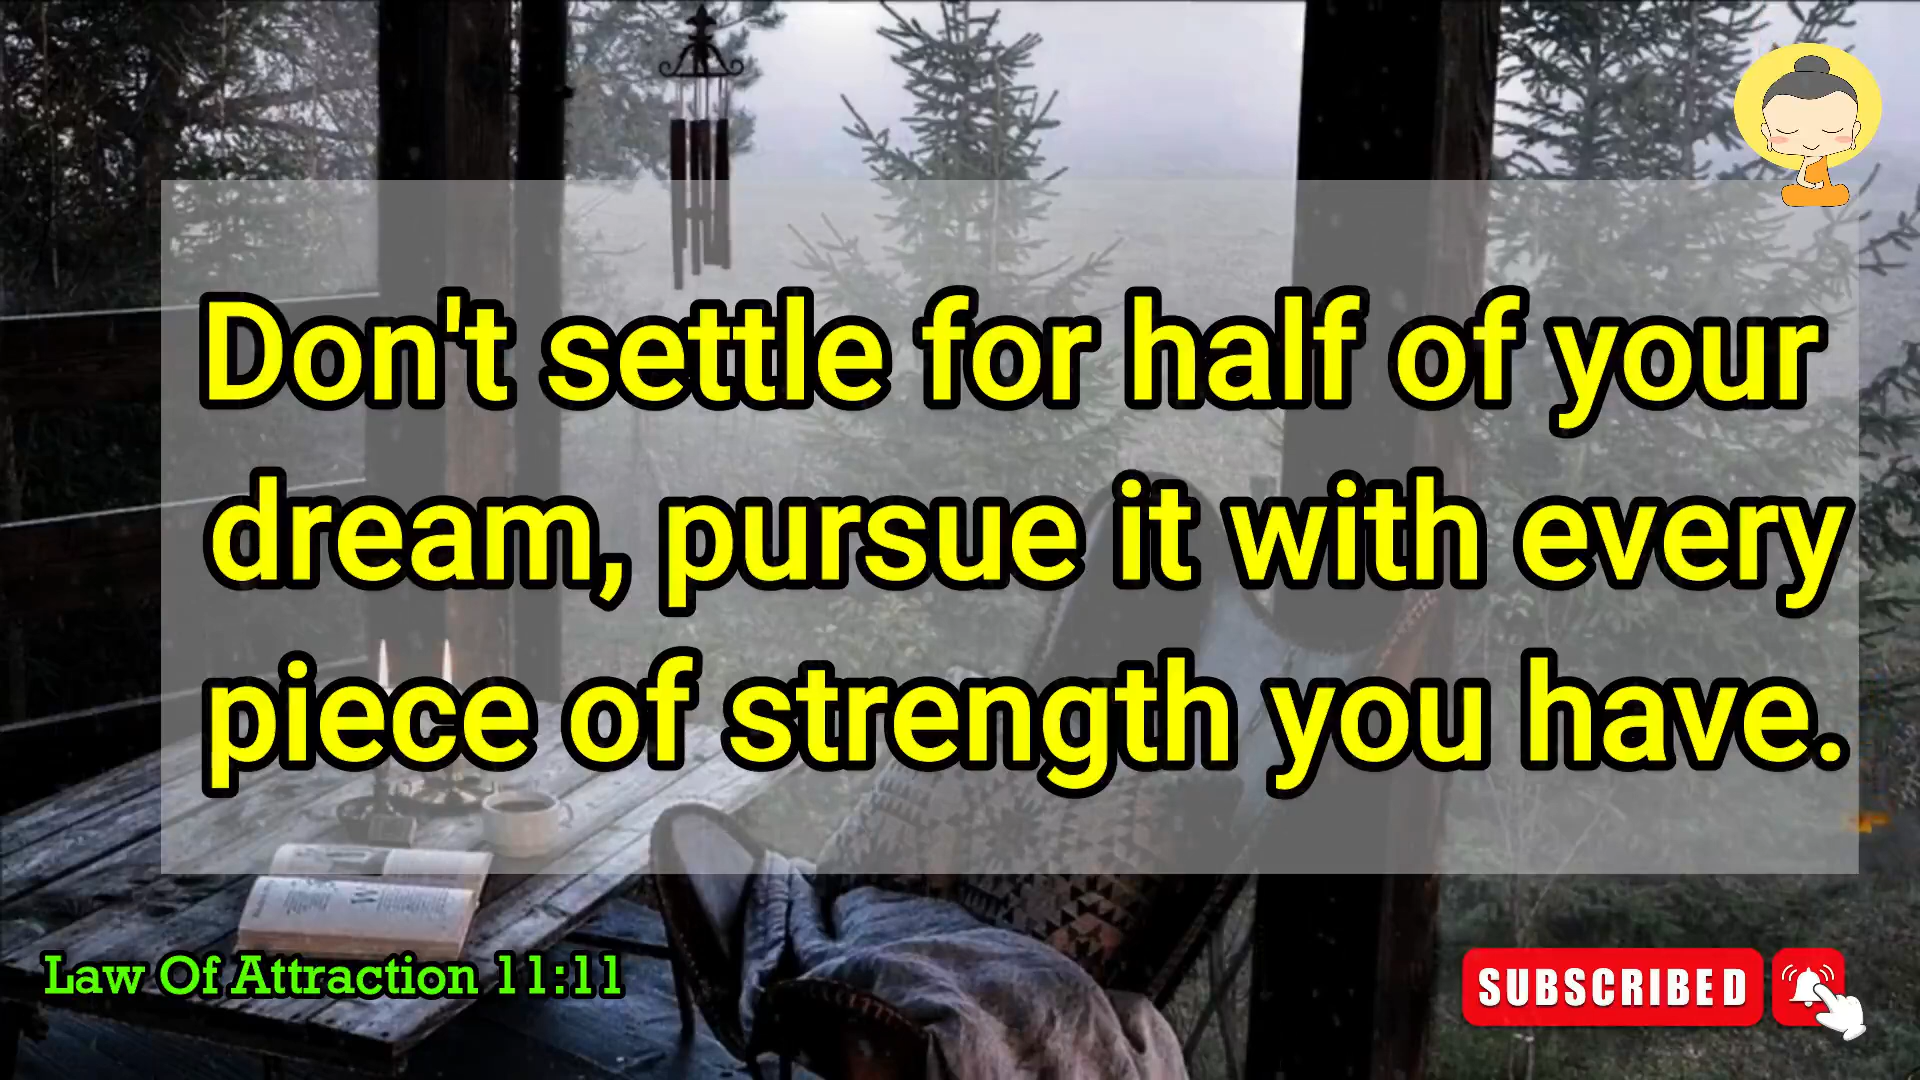 Don't settle for half of your
dream, pursue it with every
piece of strength you have.
Law Of Attraction 11:11
SUBSCRIBED